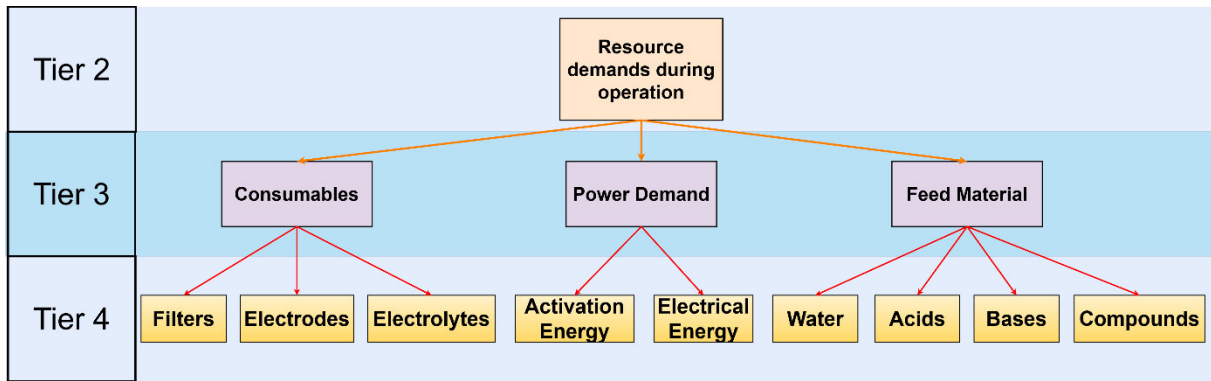 Tier 2
Resource
demands during
operation
Tier 3
Consumables
Power Demand
Feed Material
Tier 4
Filters
Electrodes
Electrolytes
Activation
Energy
Electrical
Energy
Water
Acids
Bases
Compounds